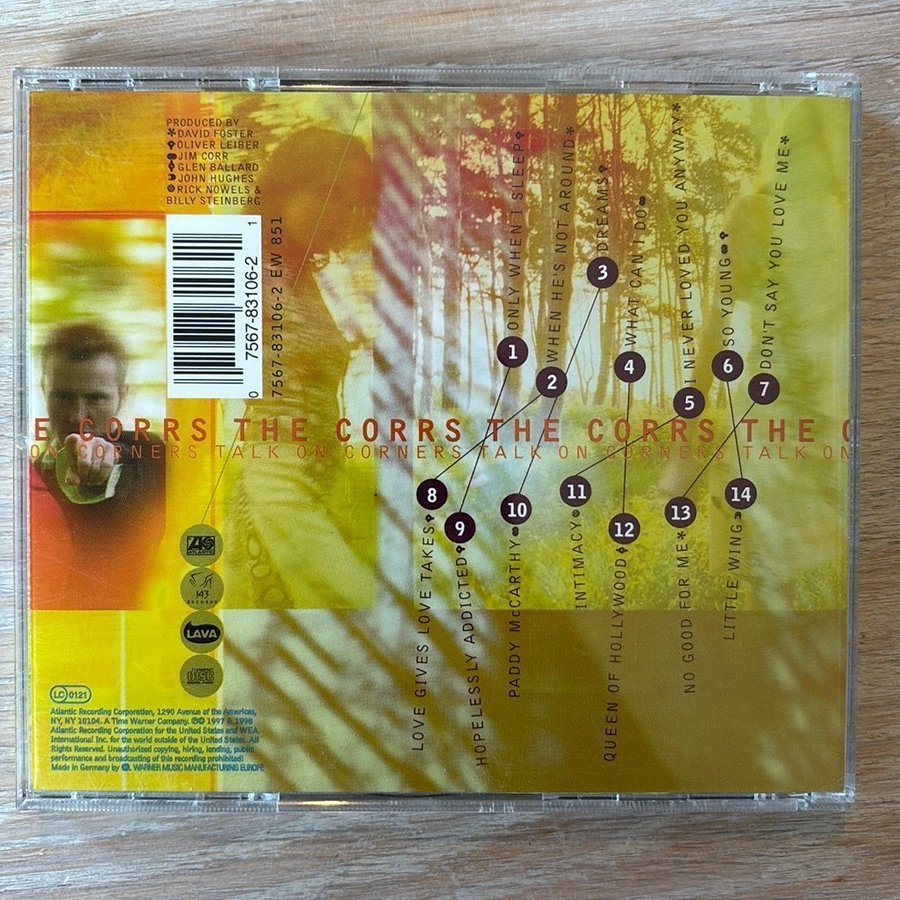 PRODUCED BY
* DAVID FOSTER
OLIVER LEIBER
JIM CORR
GLEN BALLARD
JOHN HUGHES
RICK NOWELS &
BILLY STEINBERG
0 7567-83106-2 1
7567-83106-2 EW 851
1 ONLY WHEN I SLEEP
2 WHEN HE'S NOT AROUND*
3 DREAMS
4 WHAT CAN I DO
5 I NEVER LOVED YOU ANYWAY*
6 SO YOUNG
7 DON'T SAY YOU LOVE ME*
E CORRS THE CORRS THE CORRS THE C
ON CORNERS TALK ON CORNERS TALK ON CORNERS TALK ON
8 LOVE GIVES LOVE TAKES
9 HOPELESSLY ADDICTED
10 PADDY McCARTHY
11 INTIMACY
12 QUEEN OF HOLLYWOOD
13 NO GOOD FOR ME*
14 LITTLE WING
ATLANTIC
143
RECORDS
LAVA
disc
LC 0121
Atlantic Recording Corporation, 1290 Avenue of the Americas,
NY, NY 10104. A Time Warner Company. ℗© 1997 & 1998
Atlantic Recording Corporation for the United States and WEA
International Inc. for the world outside of the United States. All
Rights Reserved. Unauthorized copying, hiring, lending, public
performance and broadcasting of this recording prohibited!
Made in Germany by WARNER MUSIC MANUFACTURING EUROPE